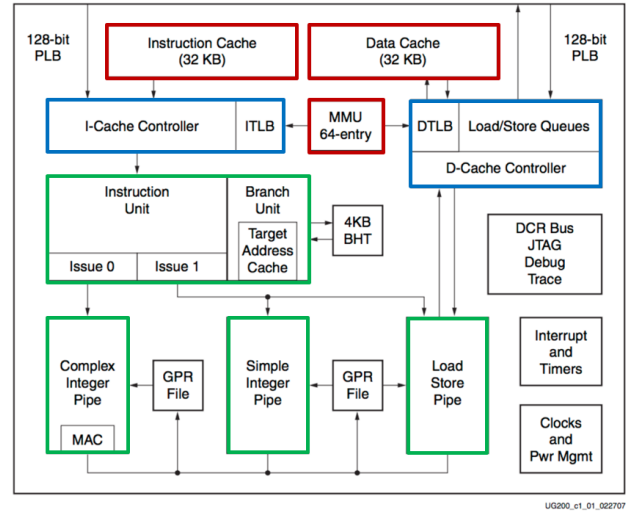 128-bit
PLB
Instruction Cache
(32 KB)
Data Cache
(32 KB)
128-bit
PLB
I-Cache Controller
ITLB
MMU
64-entry
DTLB
Load/Store Queues
D-Cache Controller
Instruction
Unit
Branch
Unit
Target
Address
Cache
4KB
BHT
Issue 0
Issue 1
DCR Bus
JTAG
Debug
Trace
Complex
Integer
Pipe
MAC
GPR
File
Simple
Integer
Pipe
GPR
File
Load
Store
Pipe
Interrupt
and
Timers
Clocks
and
Pwr Mgmt
UG200_c1_01_022707